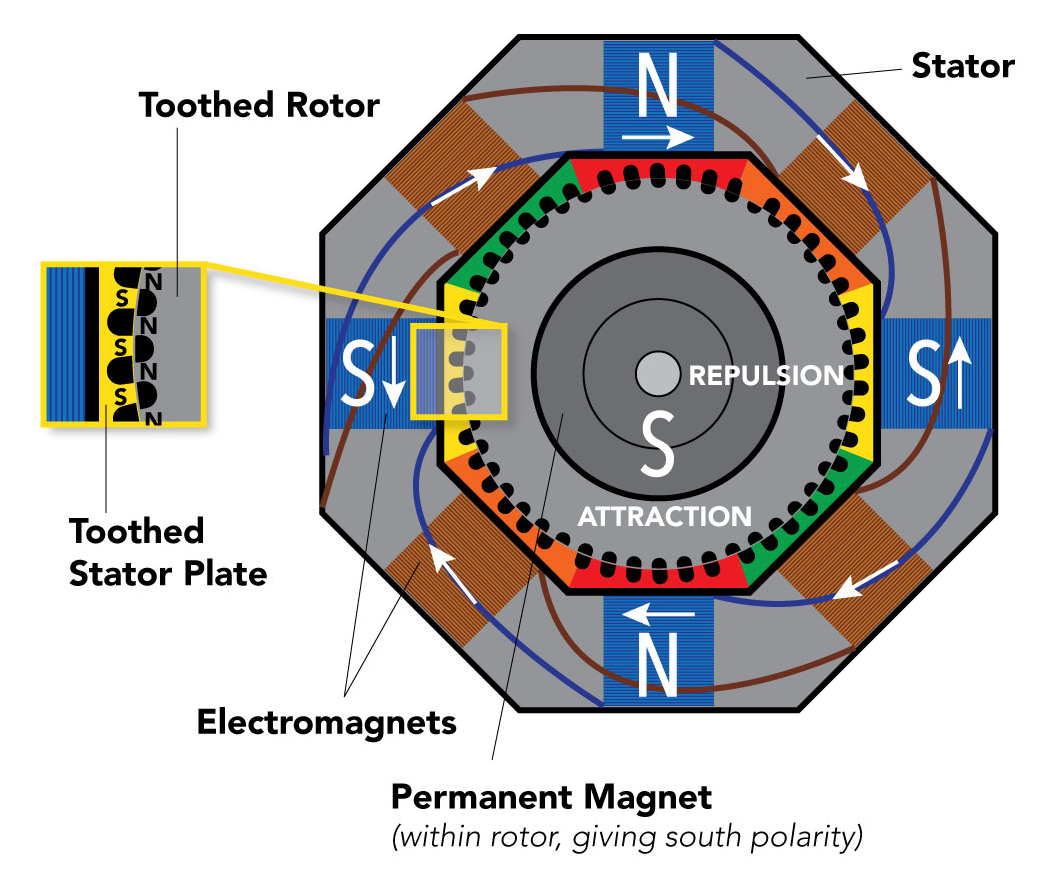 N
Stator
Toothed Rotor
N
S
N
S
N
S
N
S
REPULSION
S
S
ATTRACTION
Toothed
Stator Plate
N
Electromagnets
Permanent Magnet
(within rotor, giving south polarity)